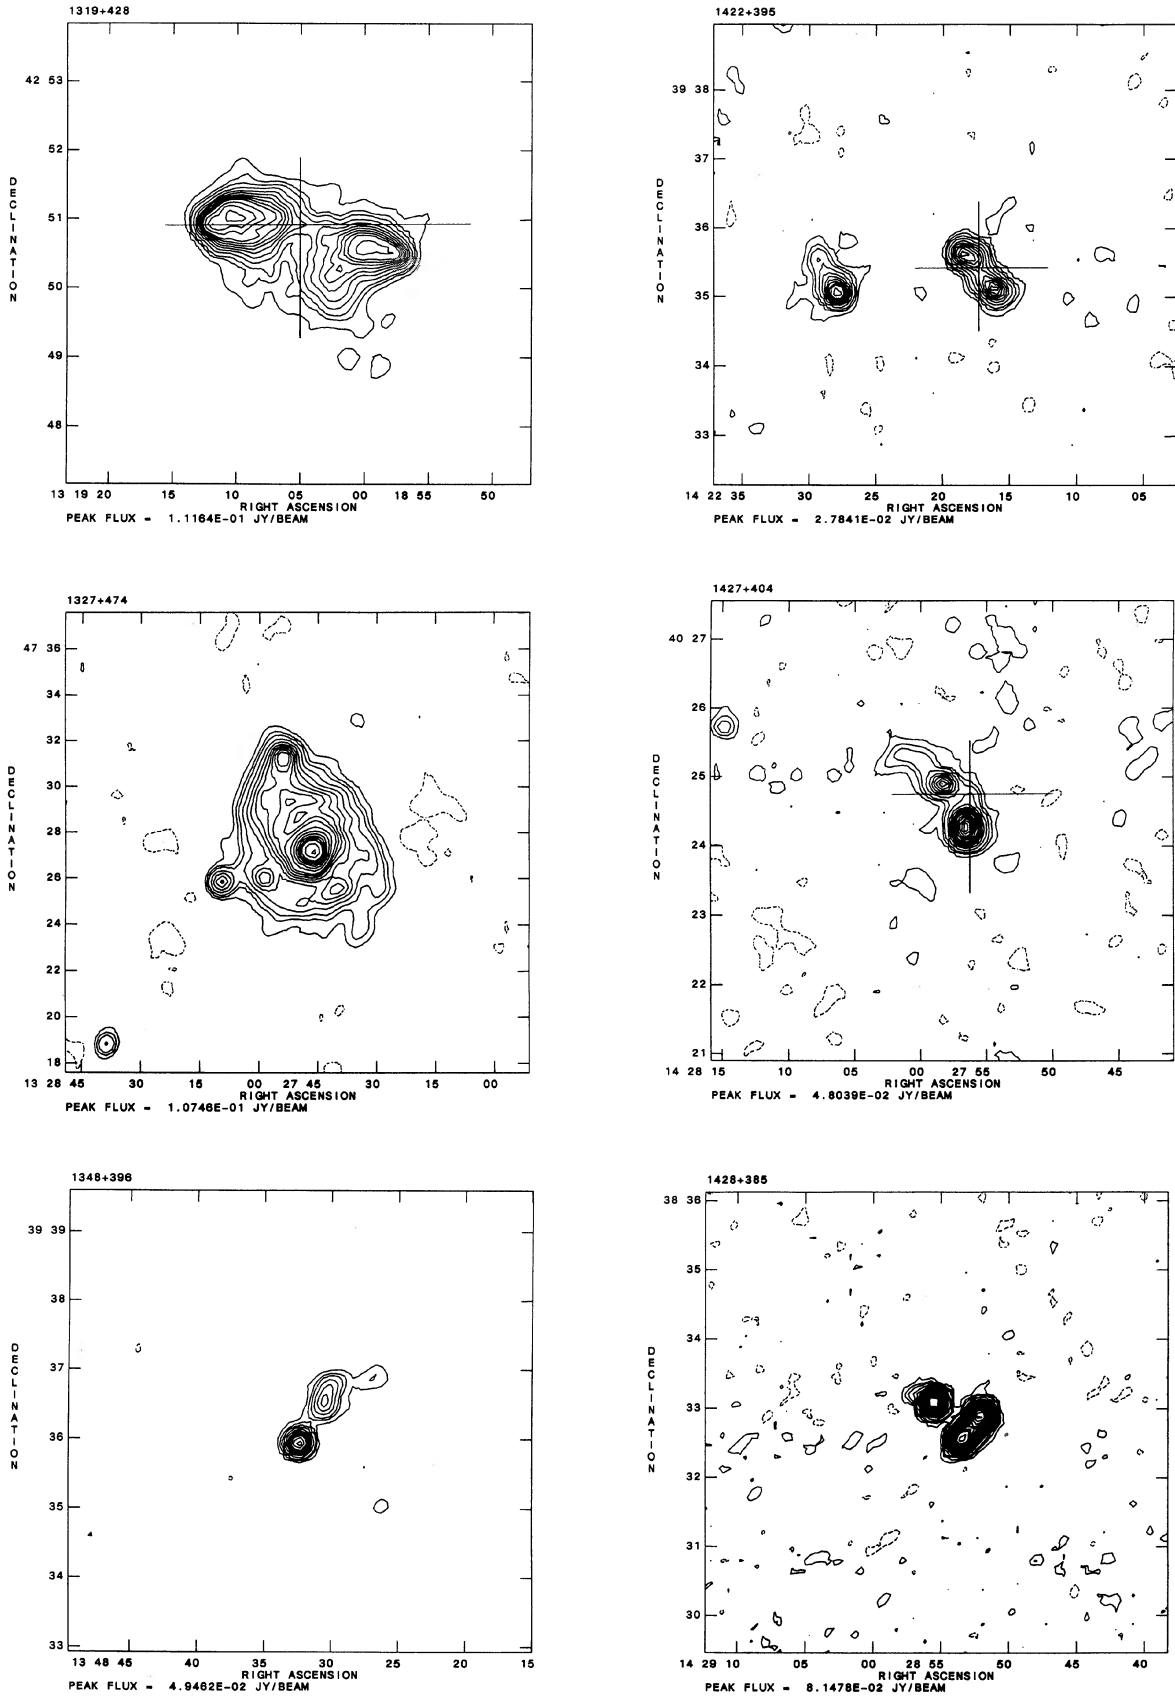 1319+428
42 53
52
51
50
49
48
DECLINATION
13 19 20 15 10 05 00 18 55 50
RIGHT ASCENSION
PEAK FLUX = 1.1164E-01 JY/BEAM
1422+395
39 38
37
36
35
34
33
DECLINATION
14 22 35 30 25 20 15 10 05
RIGHT ASCENSION
PEAK FLUX = 2.7841E-02 JY/BEAM
1327+474
47 36
34
32
30
28
26
24
22
20
18
DECLINATION
13 28 45 30 15 00 27 45 30 15 00
RIGHT ASCENSION
PEAK FLUX = 1.0746E-01 JY/BEAM
1427+404
40 27
26
25
24
23
22
21
DECLINATION
14 28 15 10 05 00 27 55 50 45
RIGHT ASCENSION
PEAK FLUX = 4.8039E-02 JY/BEAM
1348+396
39 39
38
37
36
35
34
33
DECLINATION
13 48 45 40 35 30 25 20 15
RIGHT ASCENSION
PEAK FLUX = 4.9462E-02 JY/BEAM
1428+385
38 36
35
34
33
32
31
30
DECLINATION
14 29 10 05 00 28 55 50 45 40
RIGHT ASCENSION
PEAK FLUX = 8.1478E-02 JY/BEAM